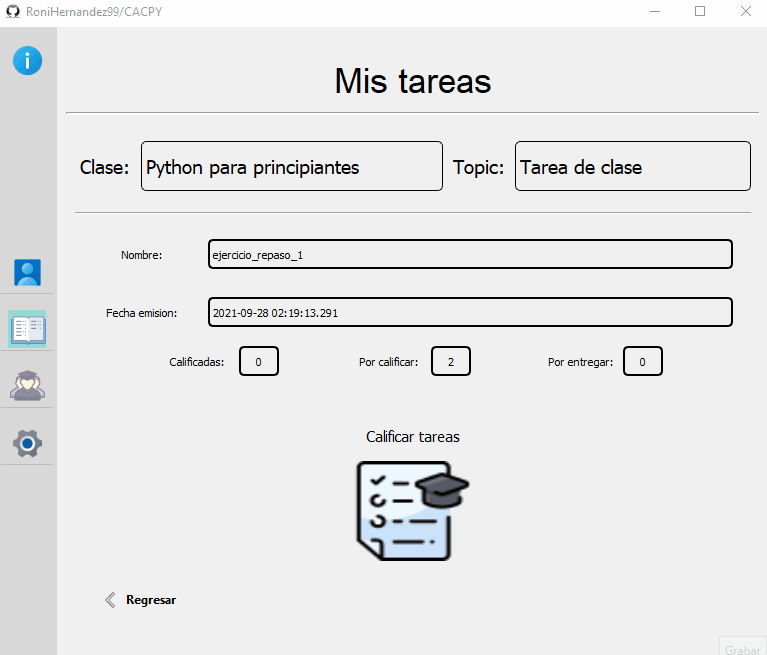 RoniHernandez99/CACPY
Mis tareas
Clase: Python para principiantes Topic: Tarea de clase
Nombre: ejercicio_repaso_1
Fecha emision: 2021-09-28 02:19:13.291
Calificadas: 0 Por calificar: 2 Por entregar: 0
Calificar tareas
Regresar
Grabar